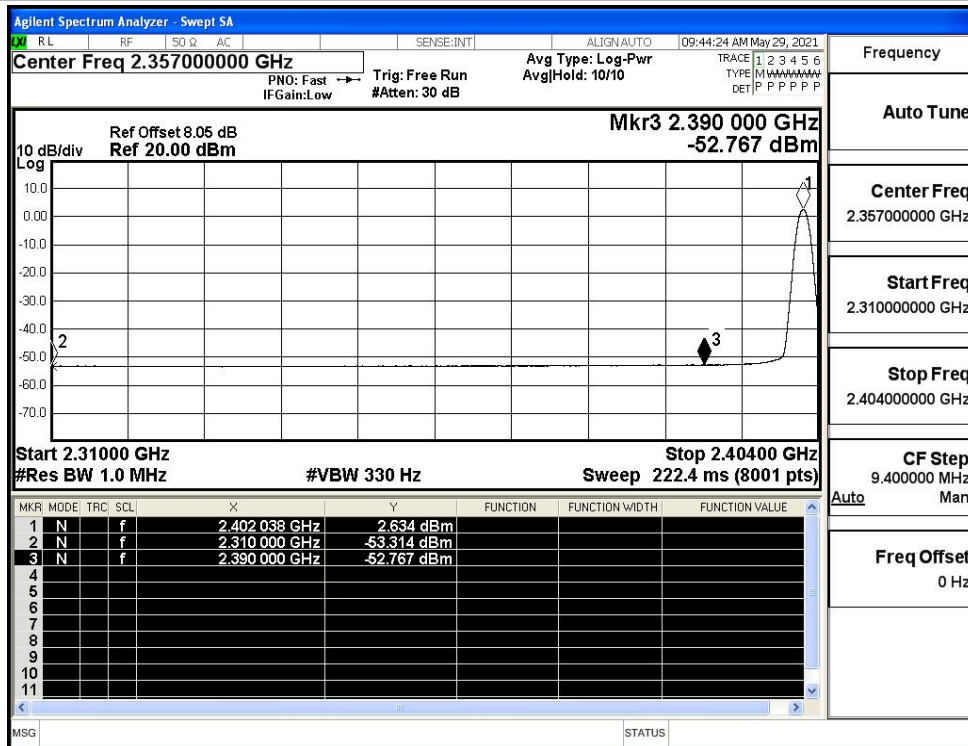 Agilent Spectrum Analyzer - Swept SA
LXI RL RF 50 Ω AC SENSE:INT ALIGN AUTO 09:44:24 AM May 29, 2021
Center Freq 2.357000000 GHz
PNO: Fast
IFGain:Low
Trig: Free Run
#Atten: 30 dB
Avg Type: Log-Pwr
Avg|Hold: 10/10
TRACE 1 2 3 4 5 6
TYPE M WWWWW
DET P P P P P P
Ref Offset 8.05 dB
Ref 20.00 dBm
10 dB/div
Log
Mkr3 2.390 000 GHz
-52.767 dBm
10.0
0.00
-10.0
-20.0
-30.0
-40.0
-50.0
-60.0
-70.0
1
2
3
Start 2.31000 GHz
Stop 2.40400 GHz
#Res BW 1.0 MHz
#VBW 330 Hz
Sweep 222.4 ms (8001 pts)
MKR MODE TRC SCL X Y FUNCTION FUNCTION WIDTH FUNCTION VALUE
1 N f 2.402 038 GHz 2.634 dBm
2 N f 2.310 000 GHz -53.314 dBm
3 N f 2.390 000 GHz -52.767 dBm
4
5
6
7
8
9
10
11
MSG
STATUS
Frequency
Auto Tune
Center Freq
2.357000000 GHz
Start Freq
2.310000000 GHz
Stop Freq
2.404000000 GHz
CF Step
9.400000 MHz
Auto Man
Freq Offset
0 Hz